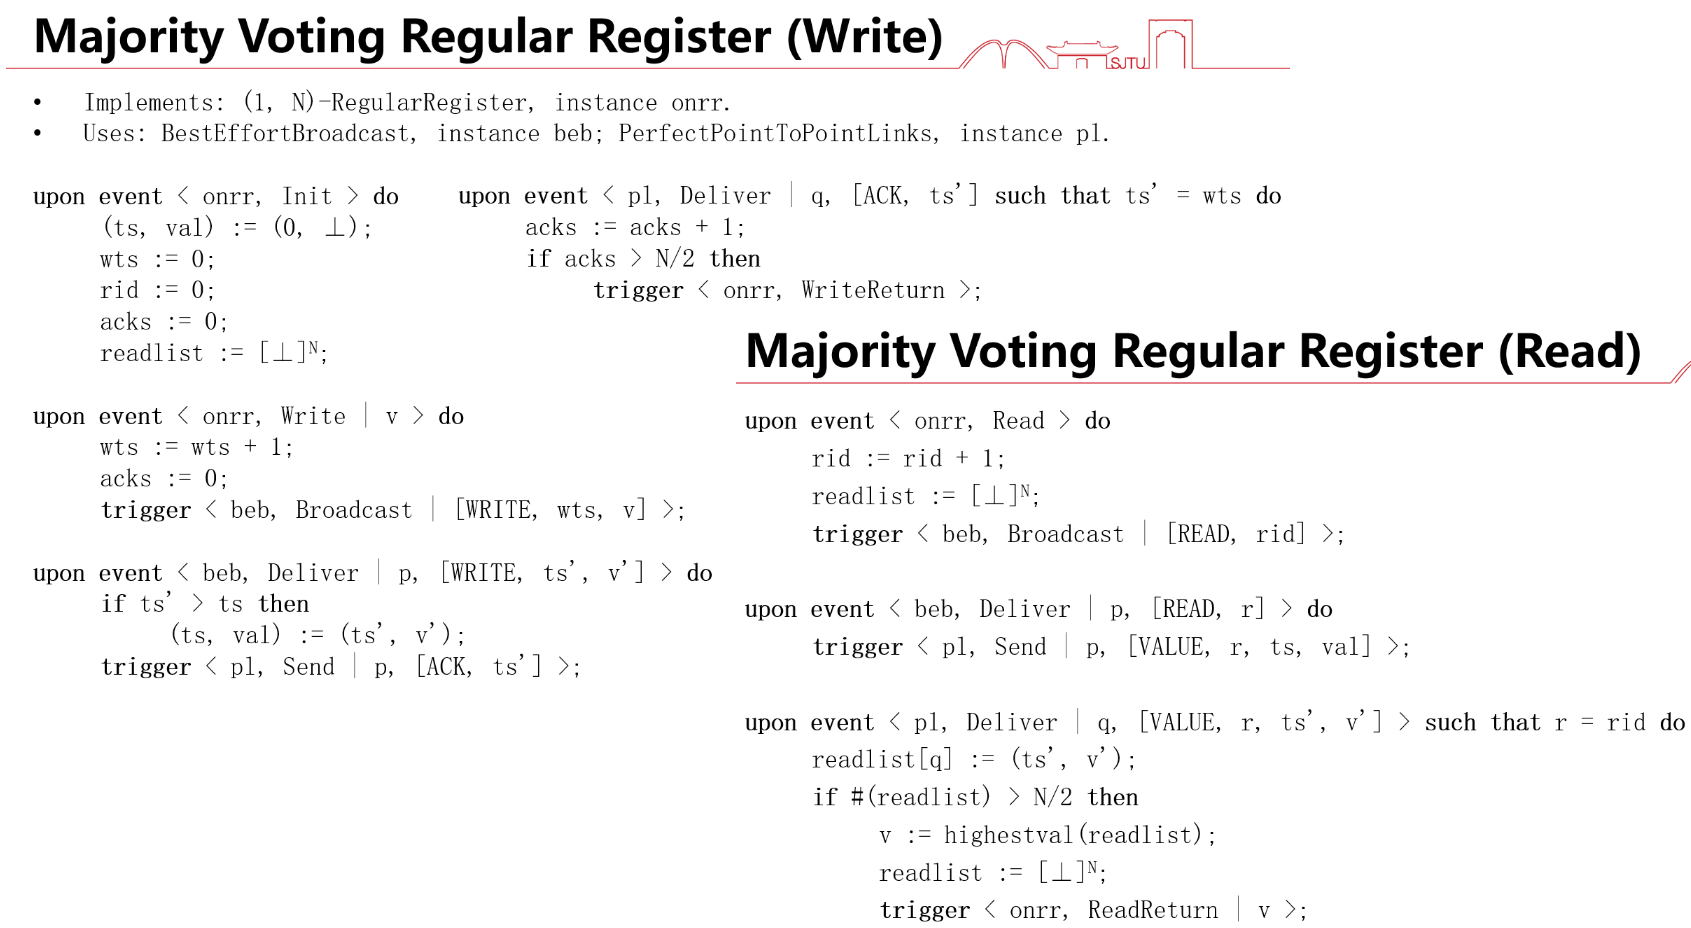 Majority Voting Regular Register (Write)
SJTU
• Implements: (1, N)-RegularRegister, instance onrr.
• Uses: BestEffortBroadcast, instance beb; PerfectPointToPointLinks, instance pl.
upon event < onrr, Init > do
(ts, val) := (0, ⊥);
wts := 0;
rid := 0;
acks := 0;
readlist := [⊥]ᴺ;
upon event < onrr, Write | v > do
wts := wts + 1;
acks := 0;
trigger < beb, Broadcast | [WRITE, wts, v] >;
upon event < beb, Deliver | p, [WRITE, ts', v'] > do
if ts' > ts then
(ts, val) := (ts', v');
trigger < pl, Send | p, [ACK, ts'] >;
upon event < pl, Deliver | q, [ACK, ts'] such that ts' = wts do
acks := acks + 1;
if acks > N/2 then
trigger < onrr, WriteReturn >;
Majority Voting Regular Register (Read)
upon event < onrr, Read > do
rid := rid + 1;
readlist := [⊥]ᴺ;
trigger < beb, Broadcast | [READ, rid] >;
upon event < beb, Deliver | p, [READ, r] > do
trigger < pl, Send | p, [VALUE, r, ts, val] >;
upon event < pl, Deliver | q, [VALUE, r, ts', v'] > such that r = rid do
readlist[q] := (ts', v');
if #(readlist) > N/2 then
v := highestval(readlist);
readlist := [⊥]ᴺ;
trigger < onrr, ReadReturn | v >;